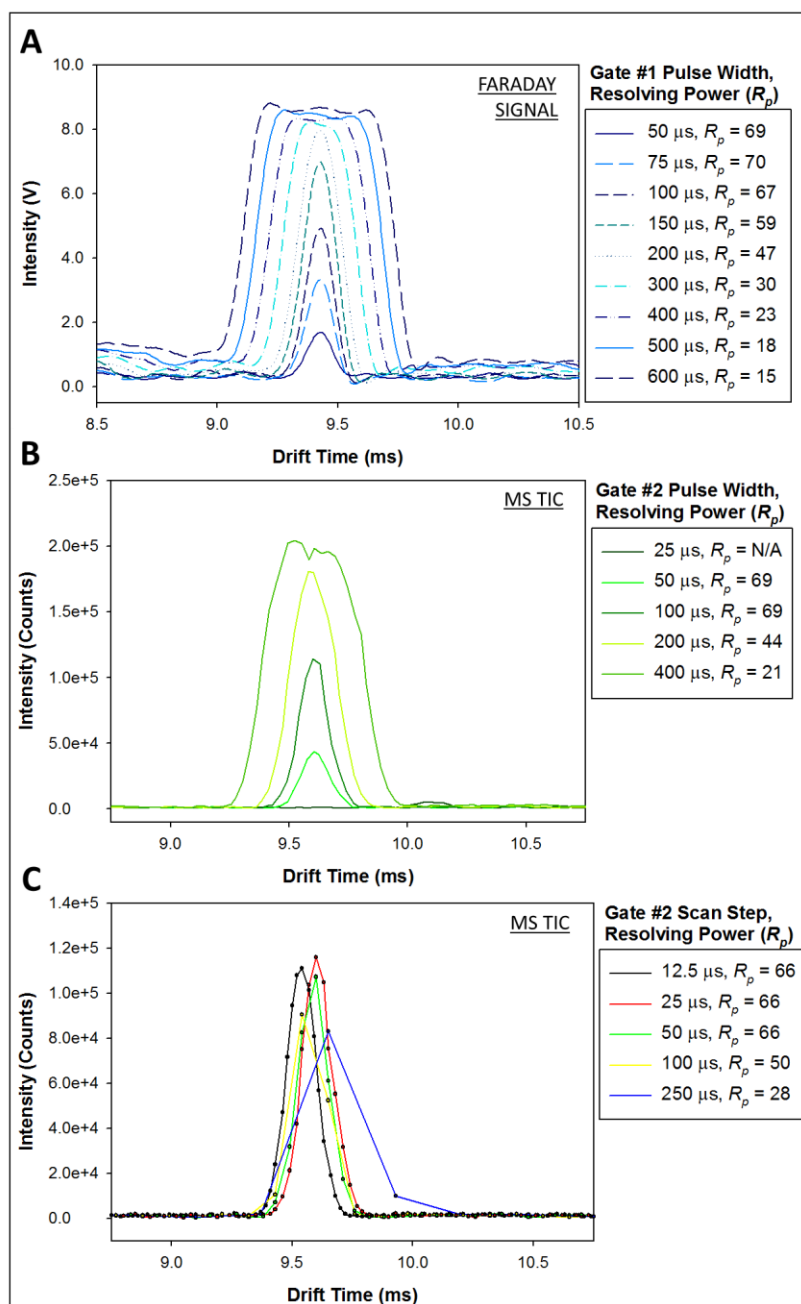 A
FARADAY
SIGNAL
Gate #1 Pulse Width,
Resolving Power (Rp)
50 μs, Rp = 69
75 μs, Rp = 70
100 μs, Rp = 67
150 μs, Rp = 59
200 μs, Rp = 47
300 μs, Rp = 30
400 μs, Rp = 23
500 μs, Rp = 18
600 μs, Rp = 15
Intensity (V)
10.0
8.0
6.0
4.0
2.0
0.0
8.5 9.0 9.5 10.0 10.5
Drift Time (ms)
B
MS TIC
Gate #2 Pulse Width,
Resolving Power (Rp)
25 μs, Rp = N/A
50 μs, Rp = 69
100 μs, Rp = 69
200 μs, Rp = 44
400 μs, Rp = 21
Intensity (Counts)
2.5e+5
2.0e+5
1.5e+5
1.0e+5
5.0e+4
0.0
9.0 9.5 10.0 10.5
Drift Time (ms)
C
MS TIC
Gate #2 Scan Step,
Resolving Power (Rp)
12.5 μs, Rp = 66
25 μs, Rp = 66
50 μs, Rp = 66
100 μs, Rp = 50
250 μs, Rp = 28
Intensity (Counts)
1.4e+5
1.2e+5
1.0e+5
8.0e+4
6.0e+4
4.0e+4
2.0e+4
0.0
9.0 9.5 10.0 10.5
Drift Time (ms)